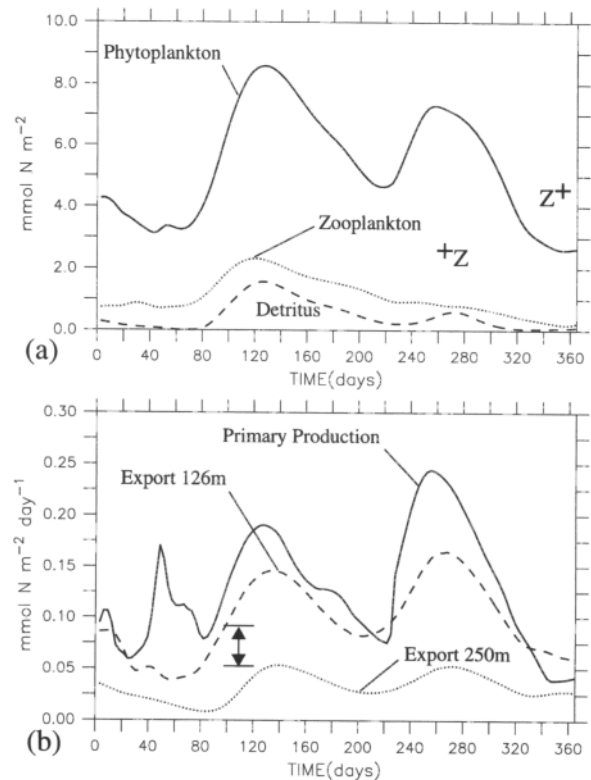 10.0
Phytoplankton
8.0
6.0
mmol N m⁻²
4.0
Z+
+Z
Zooplankton
2.0
Detritus
0.0
(a)
0 40 80 120 160 200 240 280 320 360
TIME(days)
0.30
Primary Production
0.25
Export 126m
0.20
mmol N m⁻² day⁻¹
0.15
0.10
0.05
Export 250m
0.00
(b)
0 40 80 120 160 200 240 280 320 360
TIME(days)